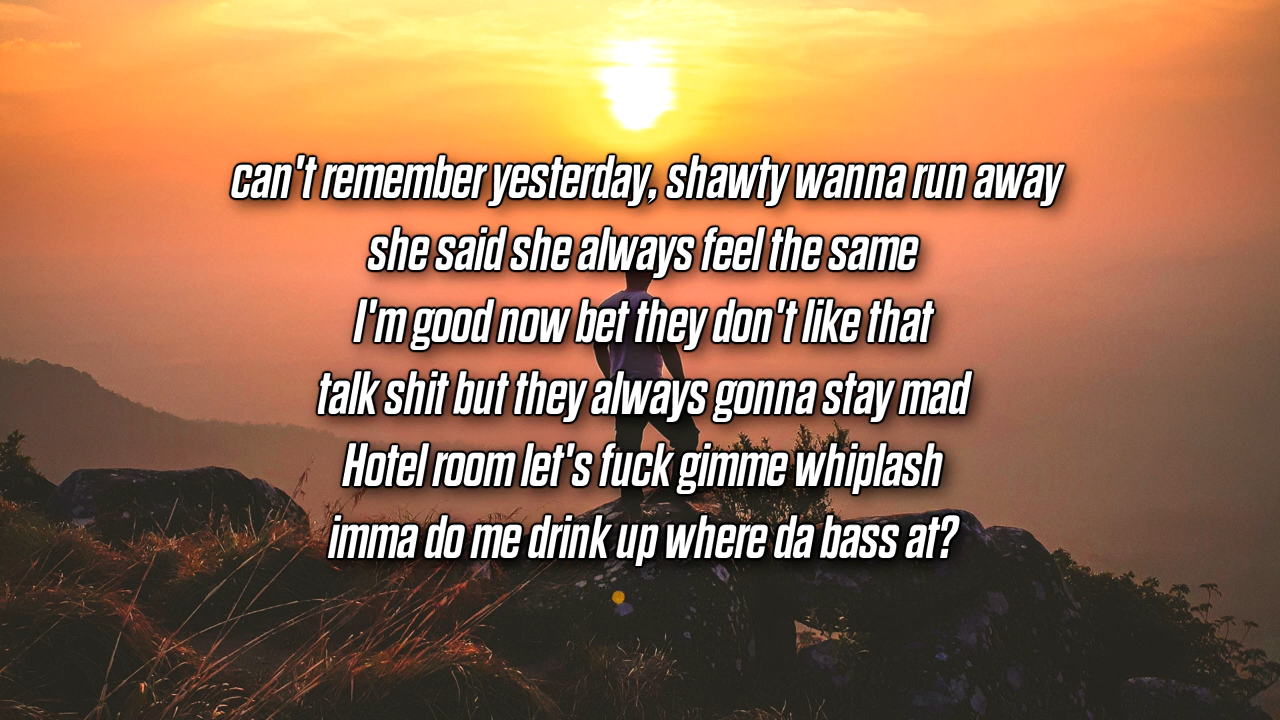 can't remember yesterday, shawty wanna run away
she said she always feel the same
I'm good now bet they don't like that
talk shit but they always gonna stay mad
Hotel room let's fuck gimme whiplash
imma do me drink up where da bass at?